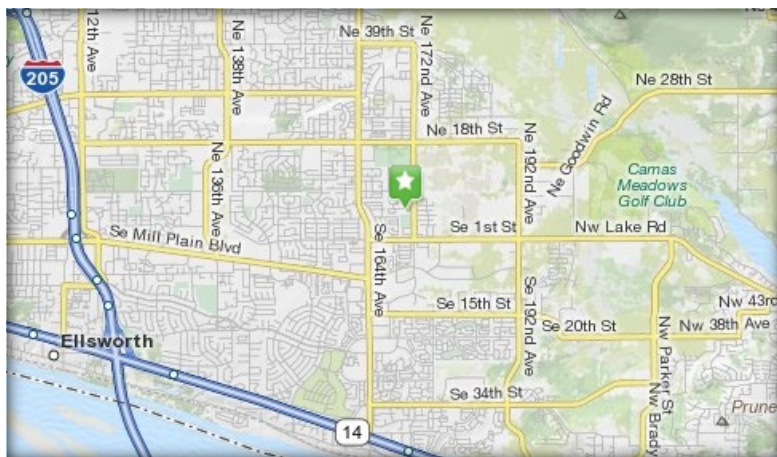 Ne 39th St
12th Ave
Ne 138th Ave
Ne 172nd Ave
205
Ne 28th St
Ne 18th St
Ne 192nd Ave
Ne Goodwin Rd
Camas
Meadows
Golf Club
Ne 136th Ave
Se Mill Plain Blvd
Se 164th Ave
Se 1st St
Nw Lake Rd
Se 15th St
Se 192nd Ave
Se 20th St
Nw 43rd
Nw 38th Ave
Ellsworth
Nw Parker St
Se 34th St
Nw Brady
Prune
14